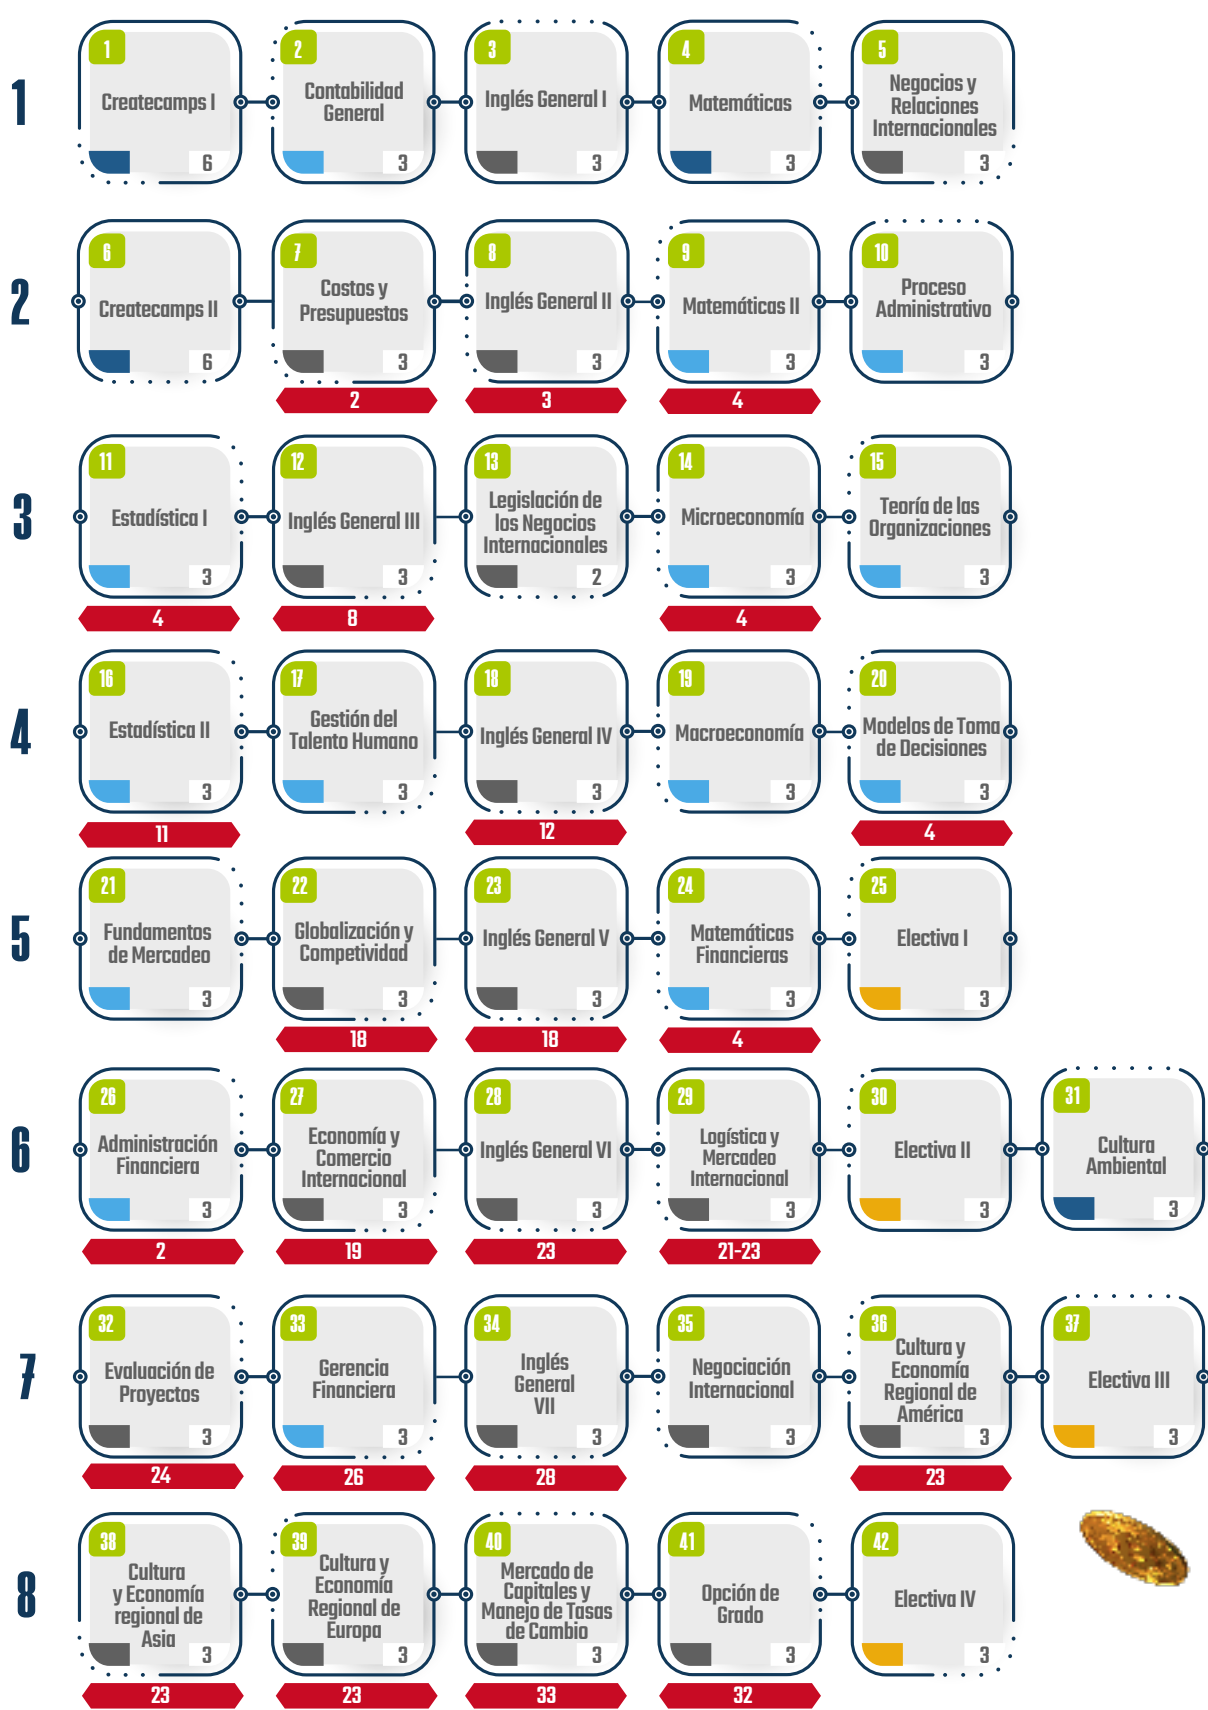 1
1
Createcamps I
6
2
Contabilidad
General
3
3
Inglés General I
3
4
Matemáticas
3
5
Negocios y
Relaciones
Internacionales
3
2
6
Createcamps II
6
7
Costos y
Presupuestos
3
2
8
Inglés General II
3
3
9
Matemáticas II
3
4
10
Proceso
Administrativo
3
3
11
Estadística I
3
4
12
Inglés General III
3
8
13
Legislación de
los Negocios
Internacionales
2
14
Microeconomía
3
4
15
Teoría de las
Organizaciones
3
4
16
Estadística II
3
11
17
Gestión del
Talento Humano
3
18
Inglés General IV
3
12
19
Macroeconomía
3
20
Modelos de Toma
de Decisiones
3
4
5
21
Fundamentos
de Mercadeo
3
22
Globalización y
Competividad
3
18
23
Inglés General V
3
18
24
Matemáticas
Financieras
3
4
25
Electiva I
3
6
26
Administración
Financiera
3
2
27
Economía y
Comercio
Internacional
3
19
28
Inglés General VI
3
23
29
Logística y
Mercadeo
Internacional
3
21-23
30
Electiva II
3
31
Cultura
Ambiental
3
7
32
Evaluación de
Proyectos
3
24
33
Gerencia
Financiera
3
26
34
Inglés
General
VII
3
28
35
Negociación
Internacional
3
36
Cultura y
Economía
Regional de
América
3
23
37
Electiva III
3
8
38
Cultura
y Economía
regional de
Asia
3
23
39
Cultura y
Economía
Regional de
Europa
3
23
40
Mercado de
Capitales y
Manejo de Tasas
de Cambio
3
33
41
Opción de
Grado
3
32
42
Electiva IV
3